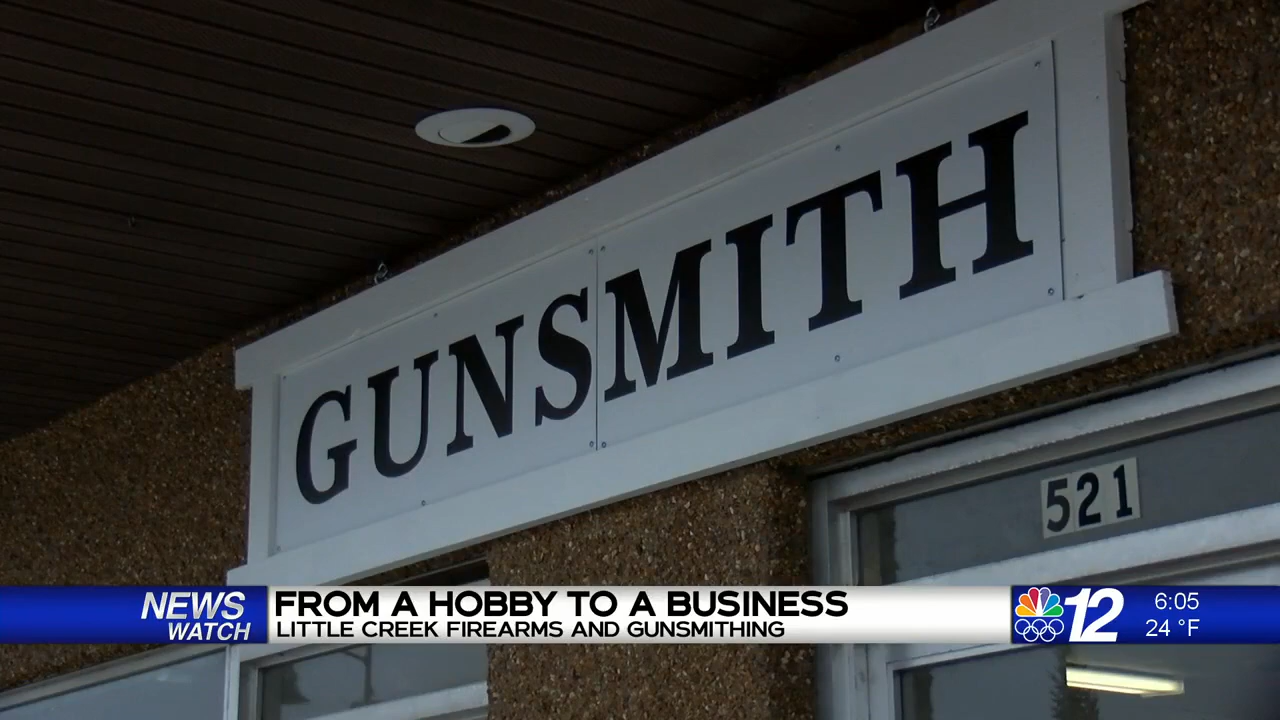 GUNSMITH
521
NEWS
WATCH
FROM A HOBBY TO A BUSINESS
LITTLE CREEK FIREARMS AND GUNSMITHING
12
6:05
24 °F